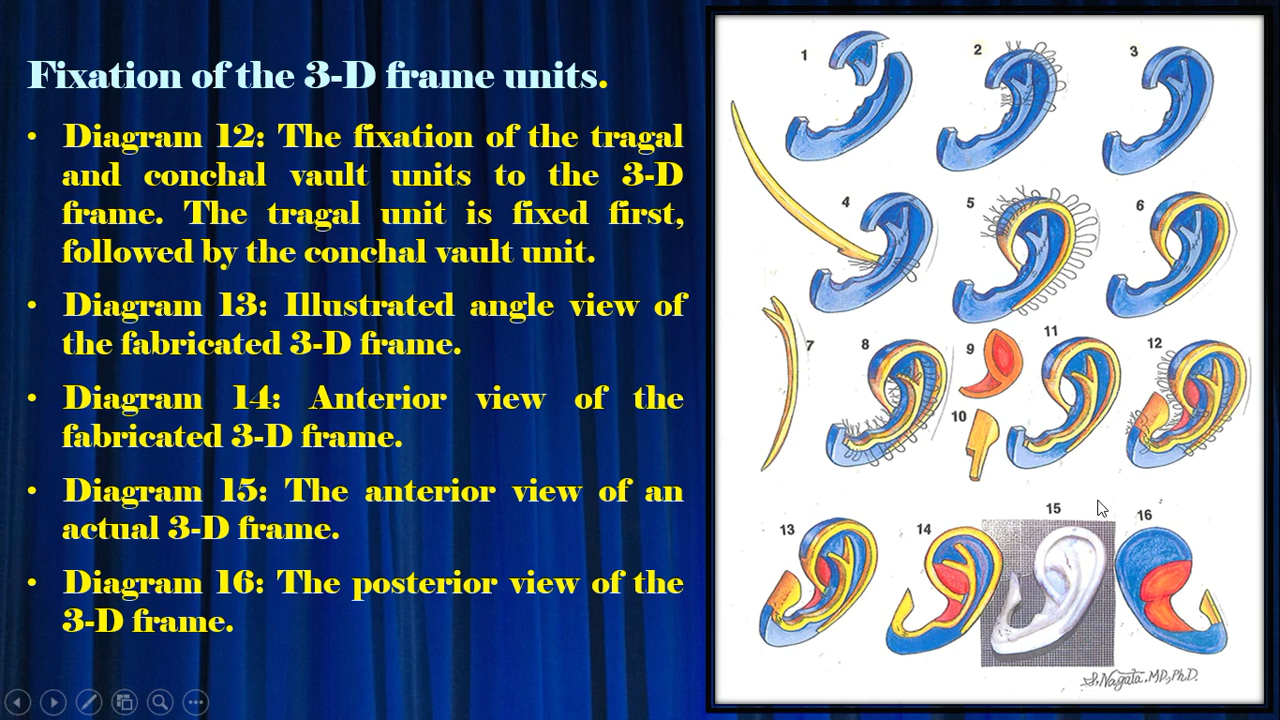 Fixation of the 3-D frame units.
• Diagram 12: The fixation of the tragal
and conchal vault units to the 3-D
frame. The tragal unit is fixed first,
followed by the conchal vault unit.
• Diagram 13: Illustrated angle view of
the fabricated 3-D frame.
• Diagram 14: Anterior view of the
fabricated 3-D frame.
• Diagram 15: The anterior view of an
actual 3-D frame.
• Diagram 16: The posterior view of the
3-D frame.
1 2 3
4 5 6
7 8 9 10 11 12
13 14 15 16
S. Nagata, MD, Ph.D.